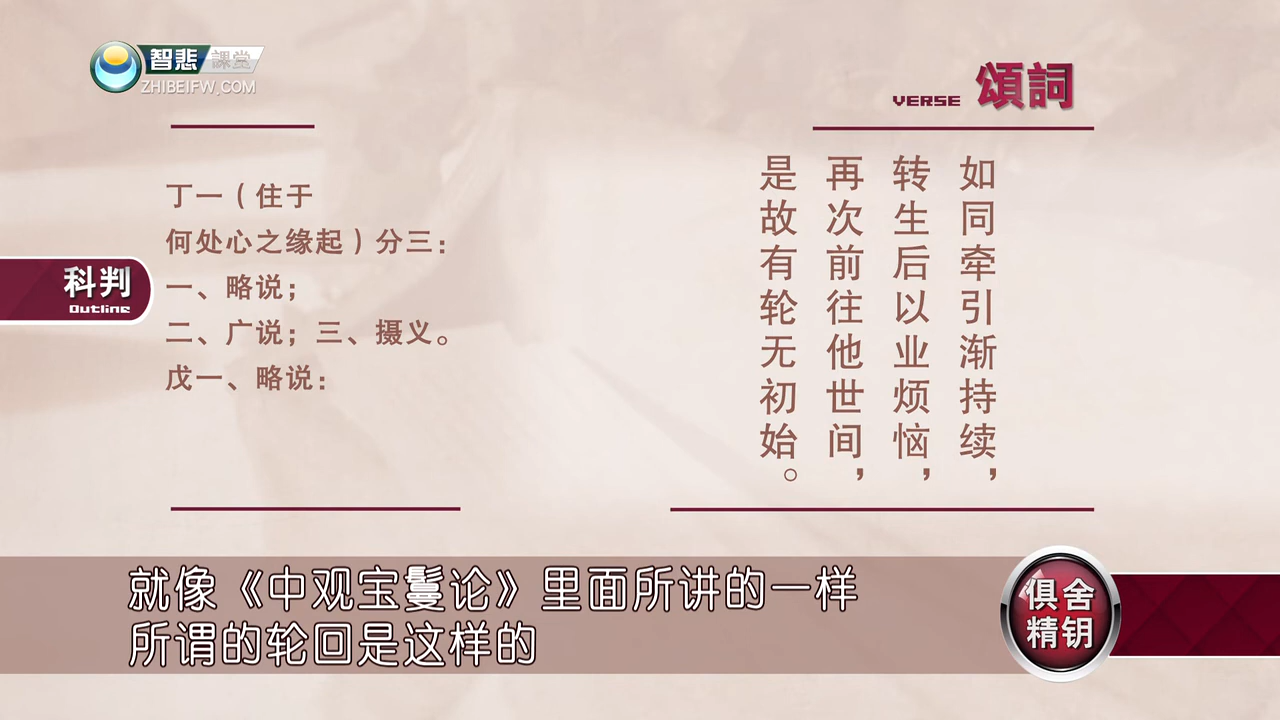 智悲课堂
ZHIBEIFW.COM
VERSE 頌詞
如同牵引渐持续，
转生后以业烦恼，
再次前往他世间，
是故有轮无初始。
科判
Outline
丁一（住于
何处心之缘起）分三：
一、略说；
二、广说；三、摄义。
戊一、略说：
就像《中观宝鬘论》里面所讲的一样
所谓的轮回是这样的
俱舍
精钥